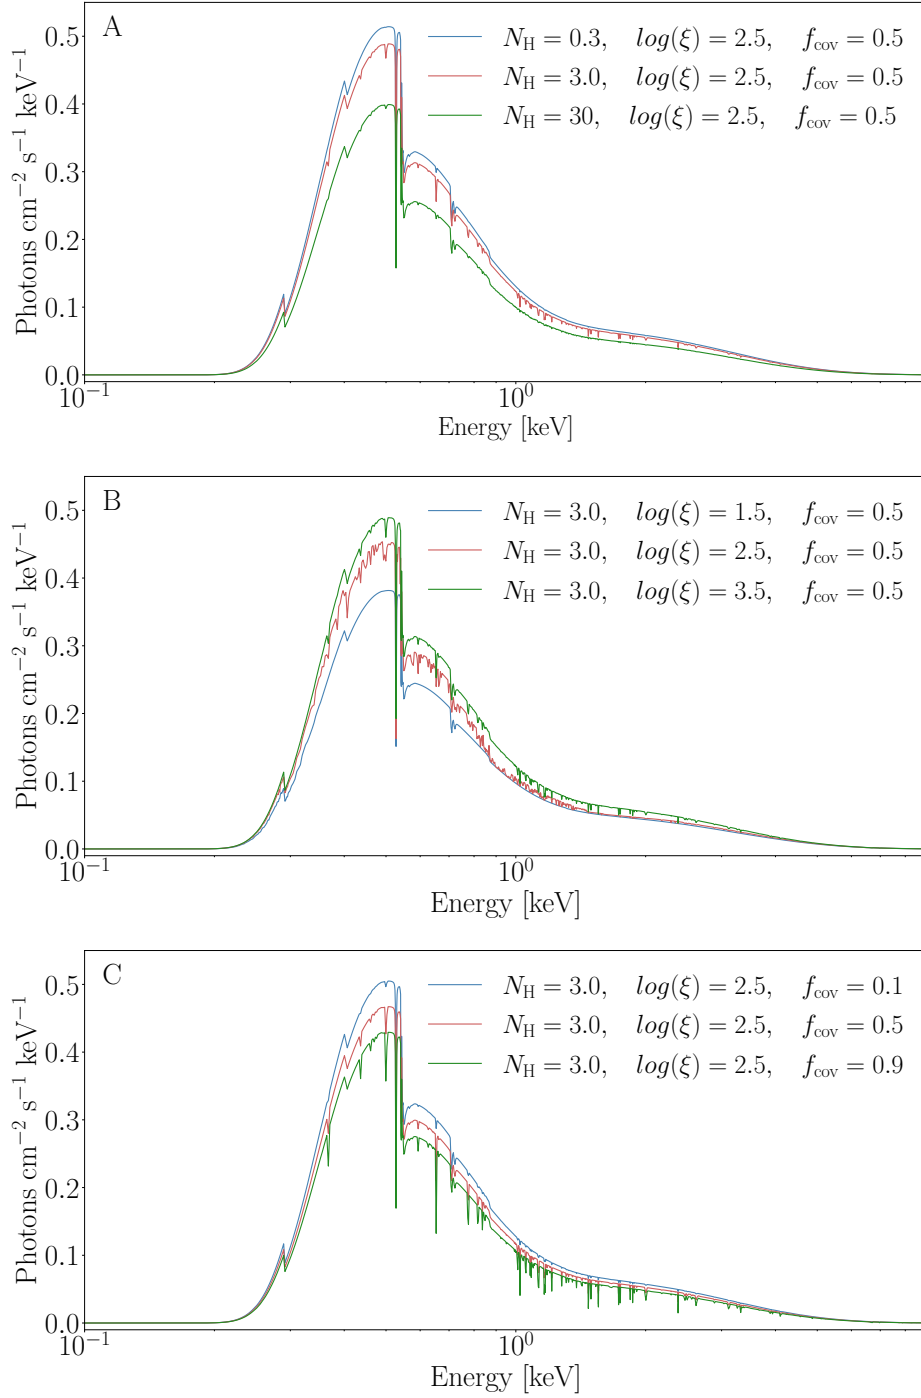 A
N_H = 0.3, log(ξ) = 2.5, f_cov = 0.5
N_H = 3.0, log(ξ) = 2.5, f_cov = 0.5
N_H = 30, log(ξ) = 2.5, f_cov = 0.5
Photons cm⁻² s⁻¹ keV⁻¹
0.5
0.4
0.3
0.2
0.1
0.0
10⁻¹ 10⁰
Energy [keV]
B
N_H = 3.0, log(ξ) = 1.5, f_cov = 0.5
N_H = 3.0, log(ξ) = 2.5, f_cov = 0.5
N_H = 3.0, log(ξ) = 3.5, f_cov = 0.5
Photons cm⁻² s⁻¹ keV⁻¹
0.5
0.4
0.3
0.2
0.1
0.0
10⁻¹ 10⁰
Energy [keV]
C
N_H = 3.0, log(ξ) = 2.5, f_cov = 0.1
N_H = 3.0, log(ξ) = 2.5, f_cov = 0.5
N_H = 3.0, log(ξ) = 2.5, f_cov = 0.9
Photons cm⁻² s⁻¹ keV⁻¹
0.5
0.4
0.3
0.2
0.1
0.0
10⁻¹ 10⁰
Energy [keV]